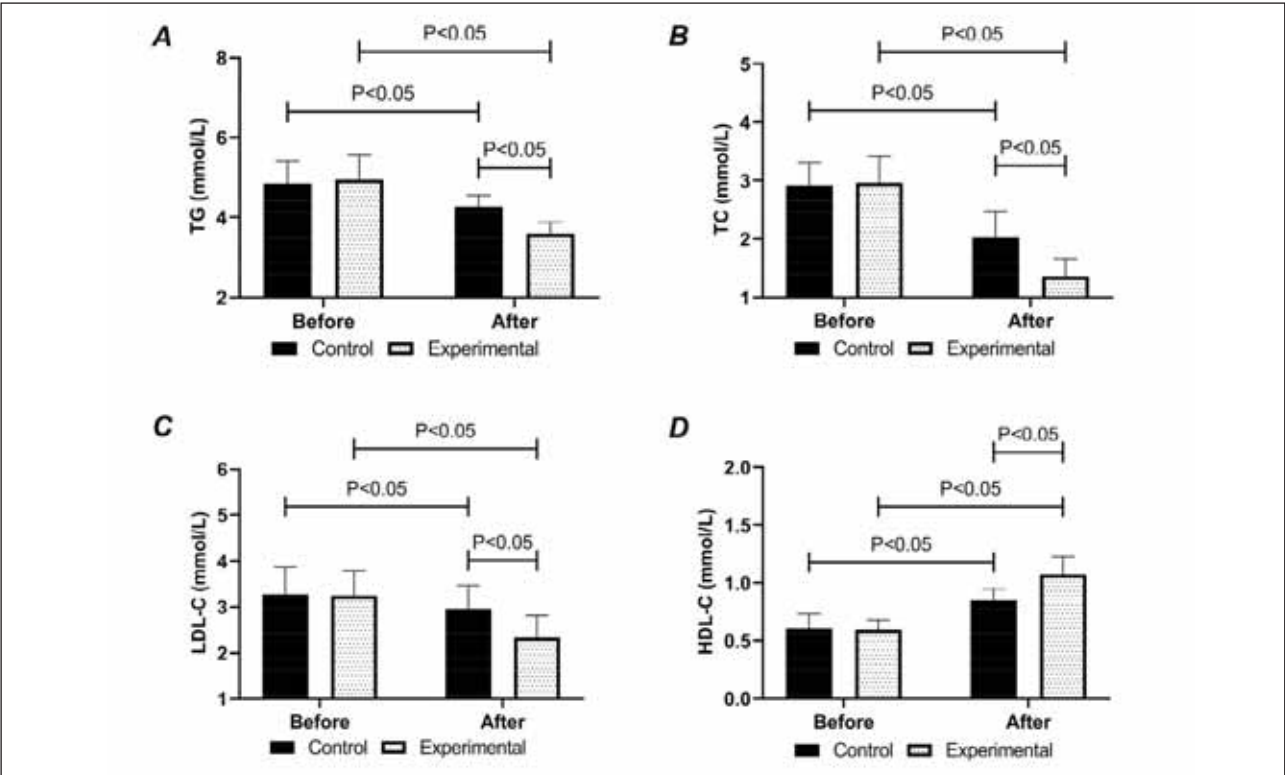 A
P<0.05
P<0.05
P<0.05
TG (mmol/L)
8
6
4
2
Before
After
Control
Experimental
B
P<0.05
P<0.05
P<0.05
TC (mmol/L)
5
4
3
2
1
Before
After
Control
Experimental
C
P<0.05
P<0.05
P<0.05
LDL-C (mmol/L)
6
5
4
3
2
1
Before
After
Control
Experimental
D
P<0.05
P<0.05
P<0.05
HDL-C (mmol/L)
2.0
1.5
1.0
0.5
0.0
Before
After
Control
Experimental